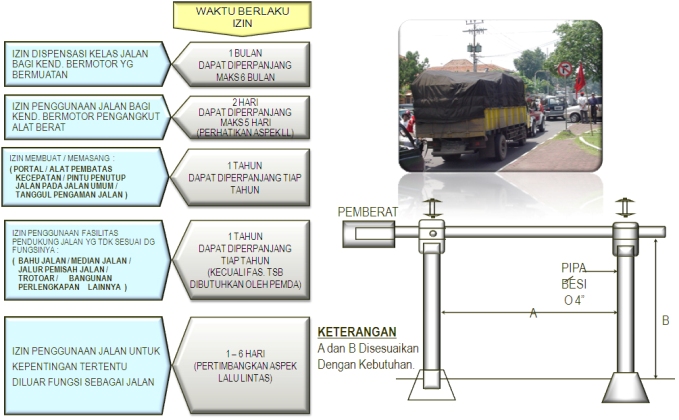 WAKTU BERLAKU
IZIN
IZIN DISPENSASI KELAS JALAN
BAGI KEND. BERMOTOR YG
BERMUATAN
1 BULAN
DAPAT DIPERPANJANG
MAKS 6 BULAN
IZIN PENGGUNAAN JALAN BAGI
KEND. BERMOTOR PENGANGKUT
ALAT BERAT
2 HARI
DAPAT DIPERPANJANG
MAKS 5 HARI
(PERHATIKAN ASPEK LL)
IZIN MEMBUAT / MEMASANG :
( PORTAL / ALAT PEMBATAS
KECEPATAN / PINTU PENUTUP
JALAN PADA JALAN UMUM /
TANGGUL PENGAMAN JALAN )
1 TAHUN
DAPAT DIPERPANJANG TIAP
TAHUN
IZIN PENGGUNAAN FASILITAS
PENDUKUNG JALAN YG TDK SESUAI DG
FUNGSINYA :
( BAHU JALAN / MEDIAN JALAN /
JALUR PEMISAH JALAN /
TROTOAR / BANGUNAN
PERLENGKAPAN LAINNYA )
1 TAHUN
DAPAT DIPERPANJANG
TIAP TAHUN
(KECUALI FAS. TSB
DIBUTUHKAN OLEH PEMDA)
IZIN PENGGUNAAN JALAN UNTUK
KEPENTINGAN TERTENTU
DILUAR FUNGSI SEBAGAI JALAN
1 – 6 HARI
(PERTIMBANGKAN ASPEK
LALU LINTAS)
PEMBERAT
PIPA
BESI
O 4"
A
B
KETERANGAN
A dan B Disesuaikan
Dengan Kebutuhan.